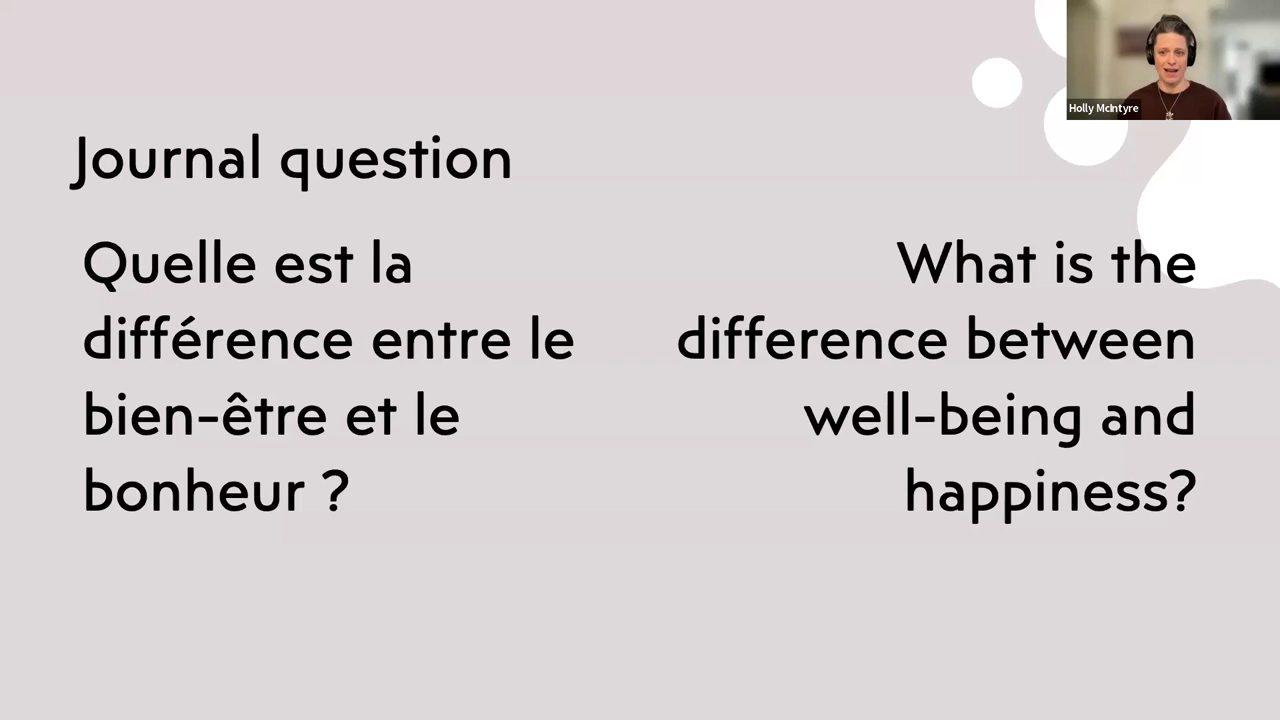 Holly McIntyre
Journal question
Quelle est la
différence entre le
bien-être et le
bonheur ?
What is the
difference between
well-being and
happiness?